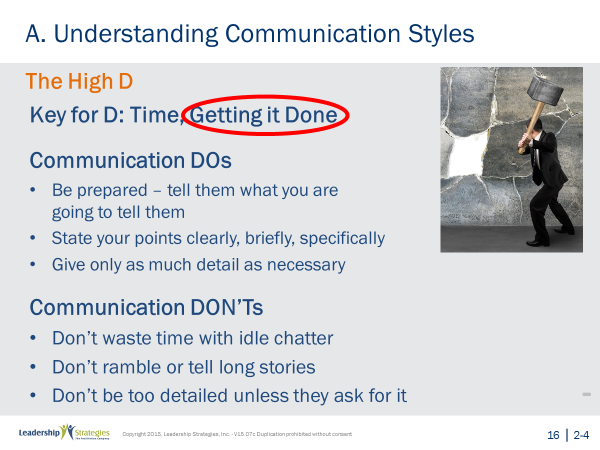 A. Understanding Communication Styles
The High D
Key for D: Time, Getting it Done
Communication DOs
• Be prepared – tell them what you are
going to tell them
• State your points clearly, briefly, specifically
• Give only as much detail as necessary
Communication DON'Ts
• Don't waste time with idle chatter
• Don't ramble or tell long stories
• Don't be too detailed unless they ask for it
Leadership Strategies
The Facilitation Company
Copyright 2015, Leadership Strategies, Inc. - V15.07c Duplication prohibited without consent
16 | 2-4